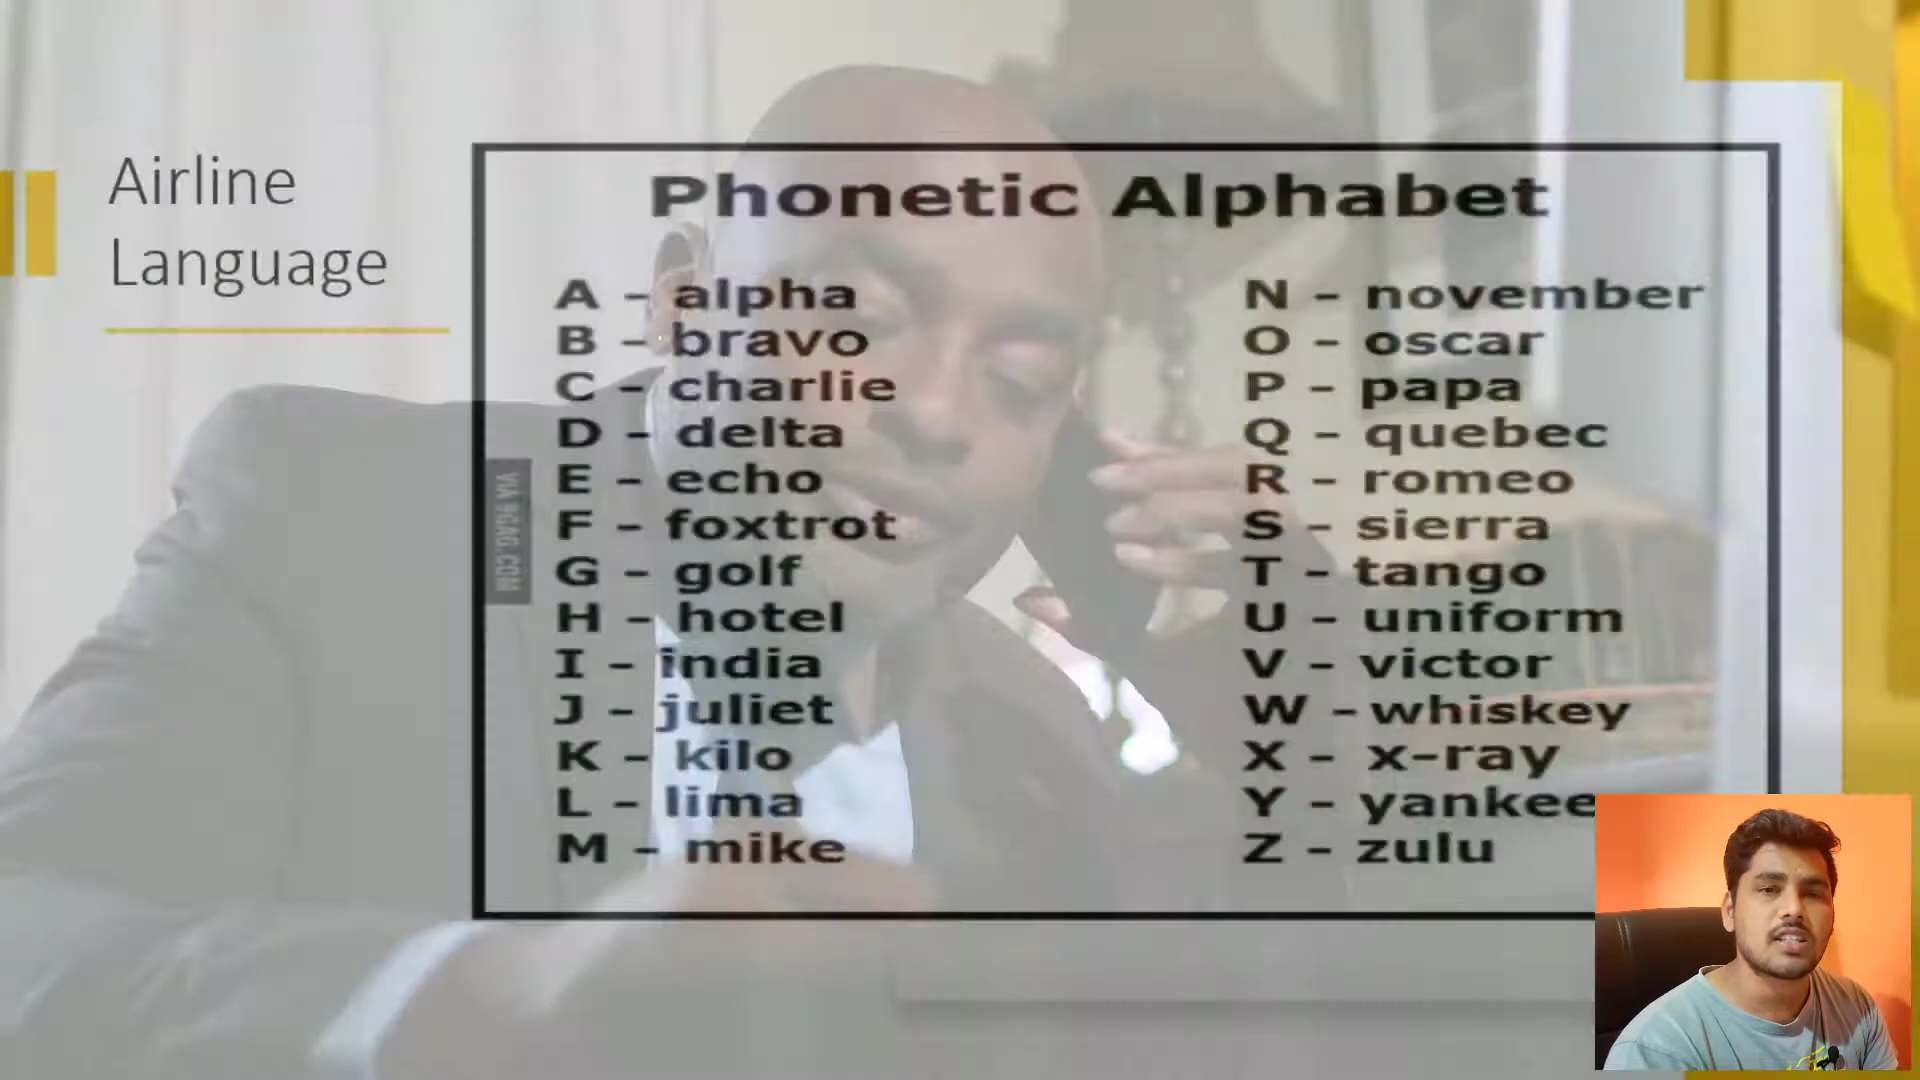 Airline
Language
Phonetic Alphabet
A - alpha
B - bravo
C - charlie
D - delta
E - echo
F - foxtrot
G - golf
H - hotel
I - india
J - juliet
K - kilo
L - lima
M - mike
N - november
O - oscar
P - papa
Q - quebec
R - romeo
S - sierra
T - tango
U - uniform
V - victor
W - whiskey
X - x-ray
Y - yankee
Z - zulu
VIA 9GAG.COM